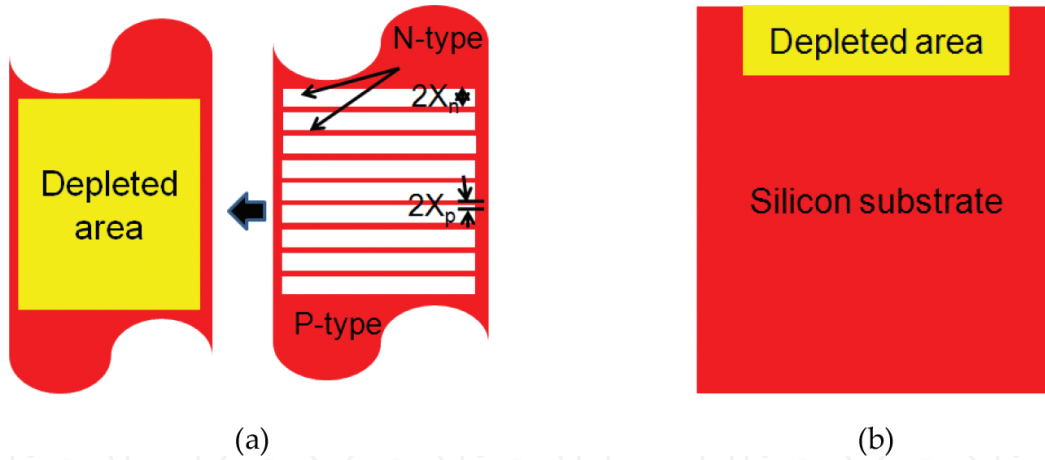 N-type
2Xn
Depleted
area
2Xp
P-type
Depleted area
Silicon substrate
(a)
(b)